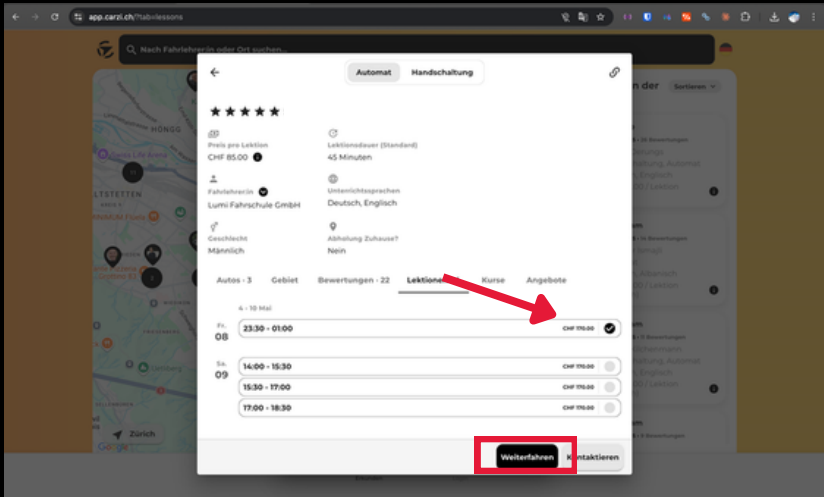 app.carzi.ch/?tab=lessons
Nach Fahrlehrer:in oder Ort suchen...
Automat Handschaltung
n der Sortieren
HÖNGG
Preis pro Lektion
CHF 85.00
Lektionsdauer (Standard)
45 Minuten
Fahrlehrer:in
Lumi Fahrschule GmbH
Unterrichtssprachen
Deutsch, Englisch
Geschlecht
Männlich
Abholung Zuhause?
Nein
Autos - 3 Gebiet Bewertungen - 22 Lektione Kurse Angebote
4 - 10 Mai
Fr.
08
23:30 - 01:00 CHF 170.00
Sa.
09
14:00 - 15:30 CHF 170.00
15:30 - 17:00 CHF 170.00
17:00 - 18:30 CHF 170.00
Zürich
Google
Weiterfahren K ntaktieren